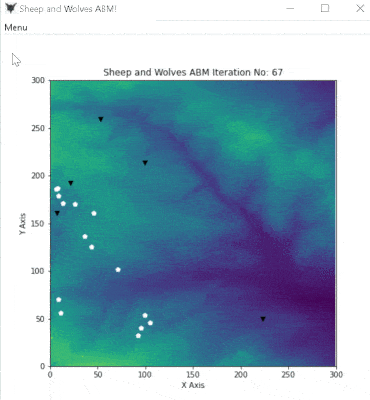 Sheep and Wolves ABM!
Menu
Sheep and Wolves ABM Iteration No: 67
300
250
200
150
100
50
0
Y Axis
0 50 100 150 200 250 300
X Axis